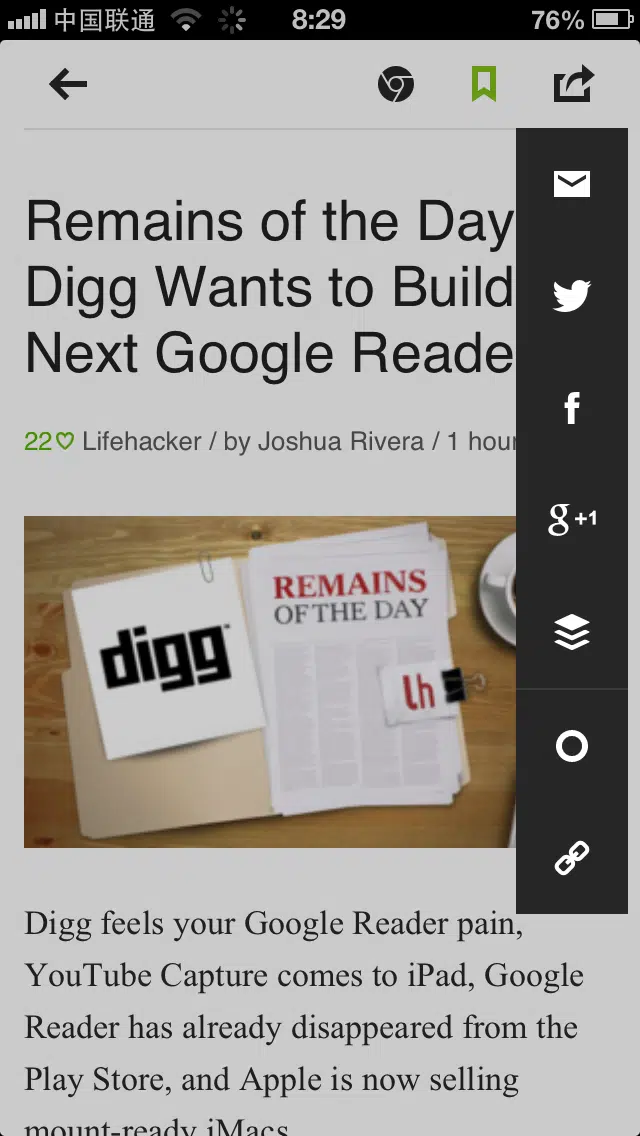 中国联通 8:29 76%
Remains of the Day
Digg Wants to Build
Next Google Reade
22 Lifehacker / by Joshua Rivera / 1 hour
g+1
REMAINS
OF THE DAY
digg
lh
Digg feels your Google Reader pain,
YouTube Capture comes to iPad, Google
Reader has already disappeared from the
Play Store, and Apple is now selling
mount-ready iMacs